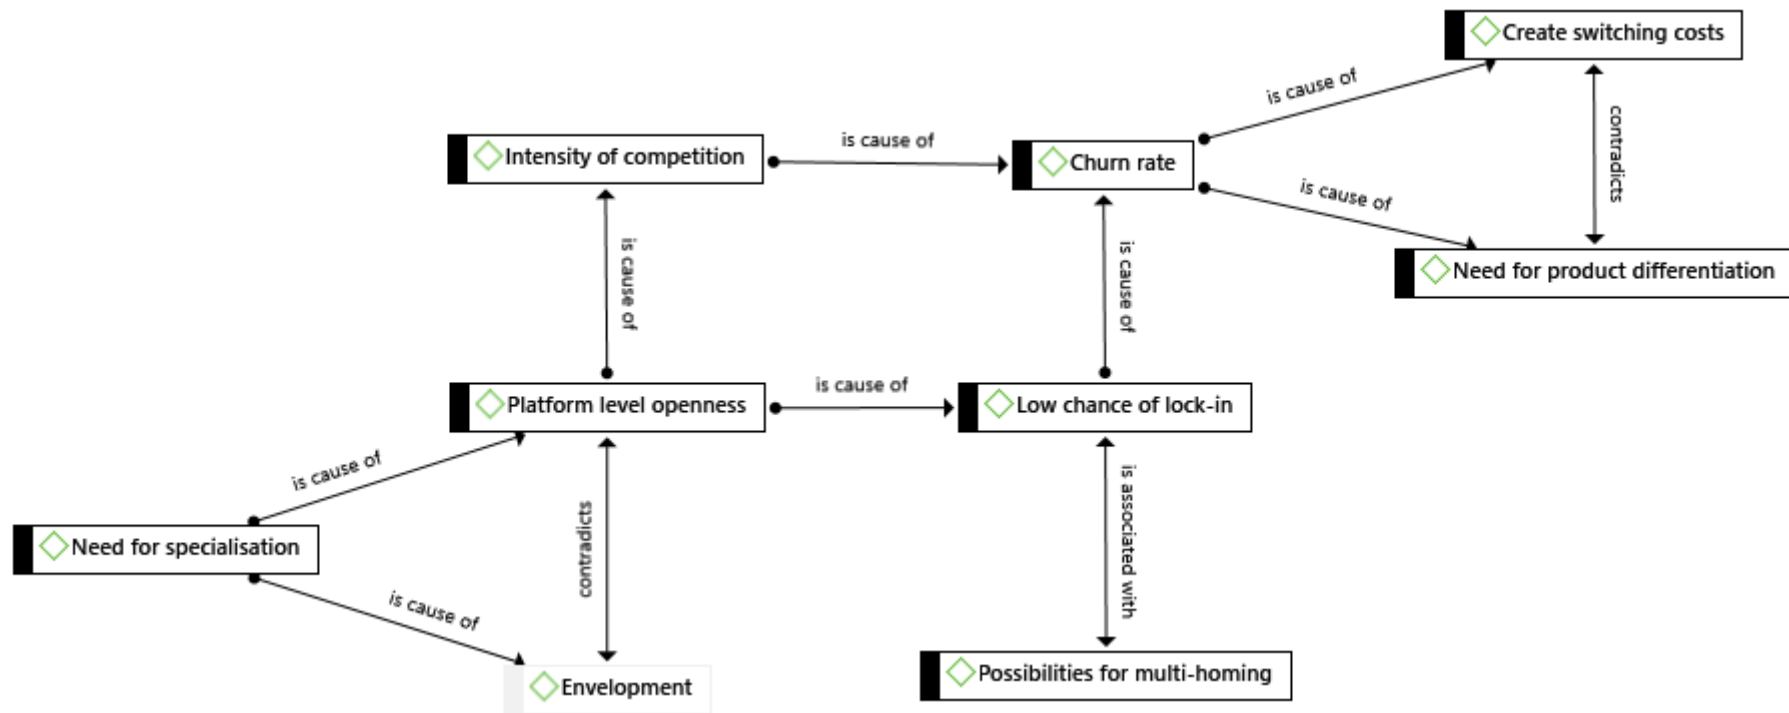 Create switching costs
is cause of
contradicts
Intensity of competition
is cause of
Churn rate
is cause of
Need for product differentiation
is cause of
is cause of
Platform level openness
is cause of
Low chance of lock-in
is cause of
contradicts
is associated with
Need for specialisation
is cause of
Envelopment
Possibilities for multi-homing